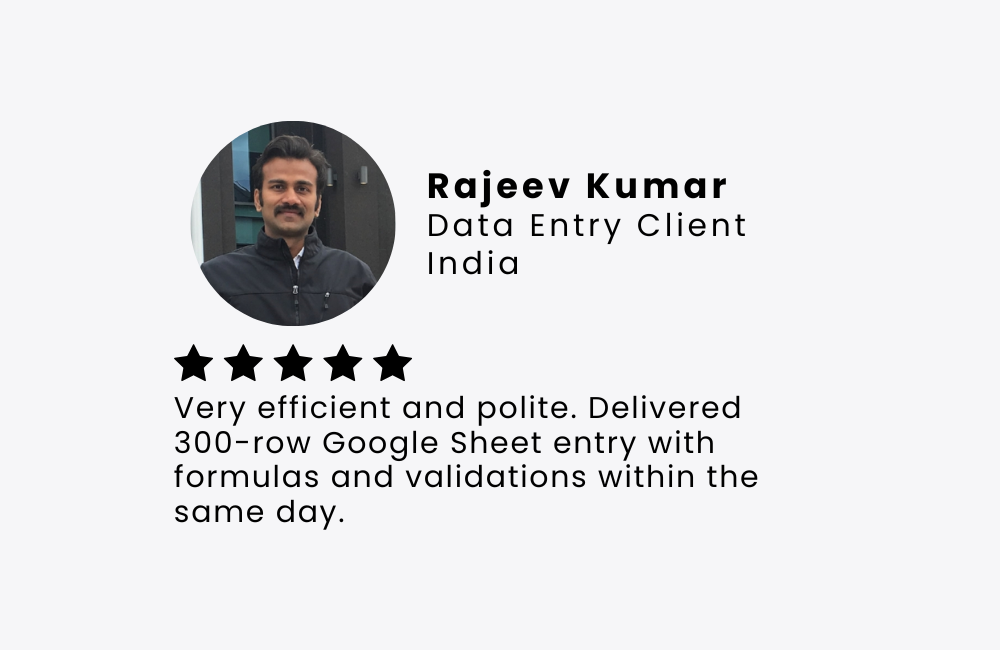 Rajeev Kumar
Data Entry Client
India
Very efficient and polite. Delivered
300-row Google Sheet entry with
formulas and validations within the
same day.